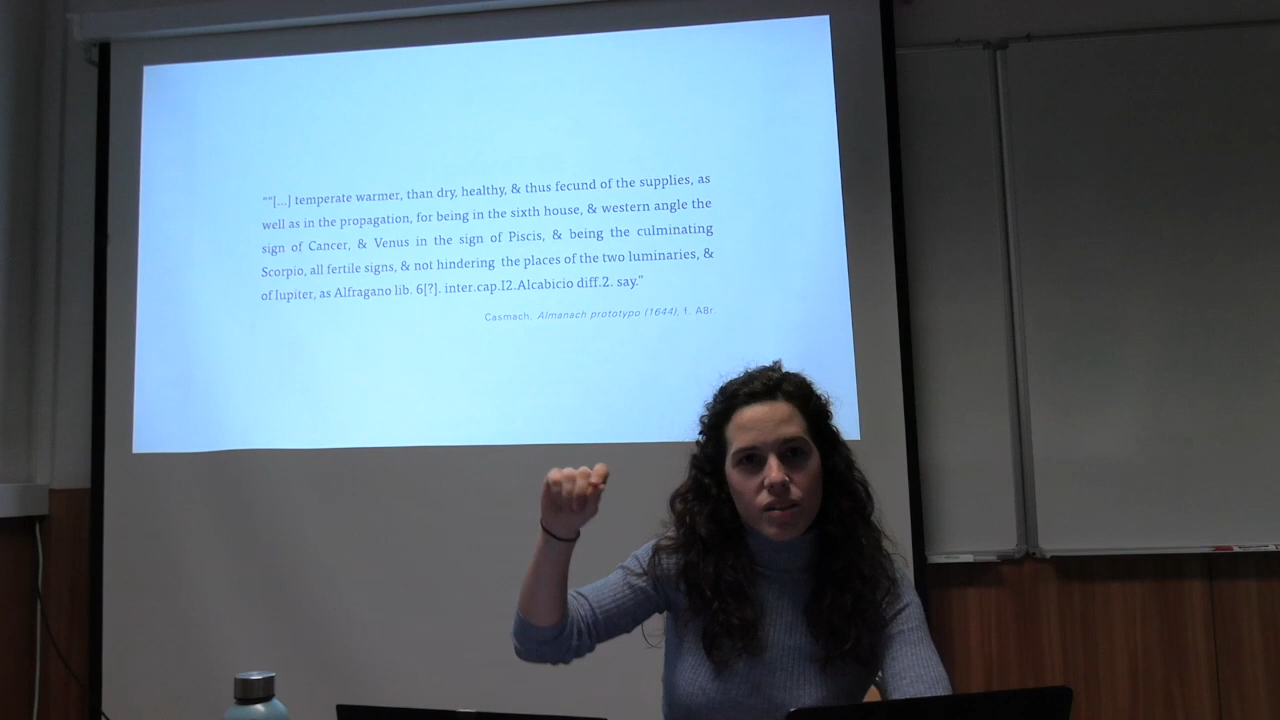 ""[...] temperate warmer, than dry, healthy, & thus fecund of the supplies, as
well as in the propagation, for being in the sixth house, & western angle the
sign of Cancer, & Venus in the sign of Piscis, & being the culminating
Scorpio, all fertile signs, & not hindering the places of the two luminaries, &
of Iupiter, as Alfragano lib. 6[?]. inter.cap.I2.Alcabicio diff.2. say."
Casmach, Almanach prototypo (1644), f. A8r.